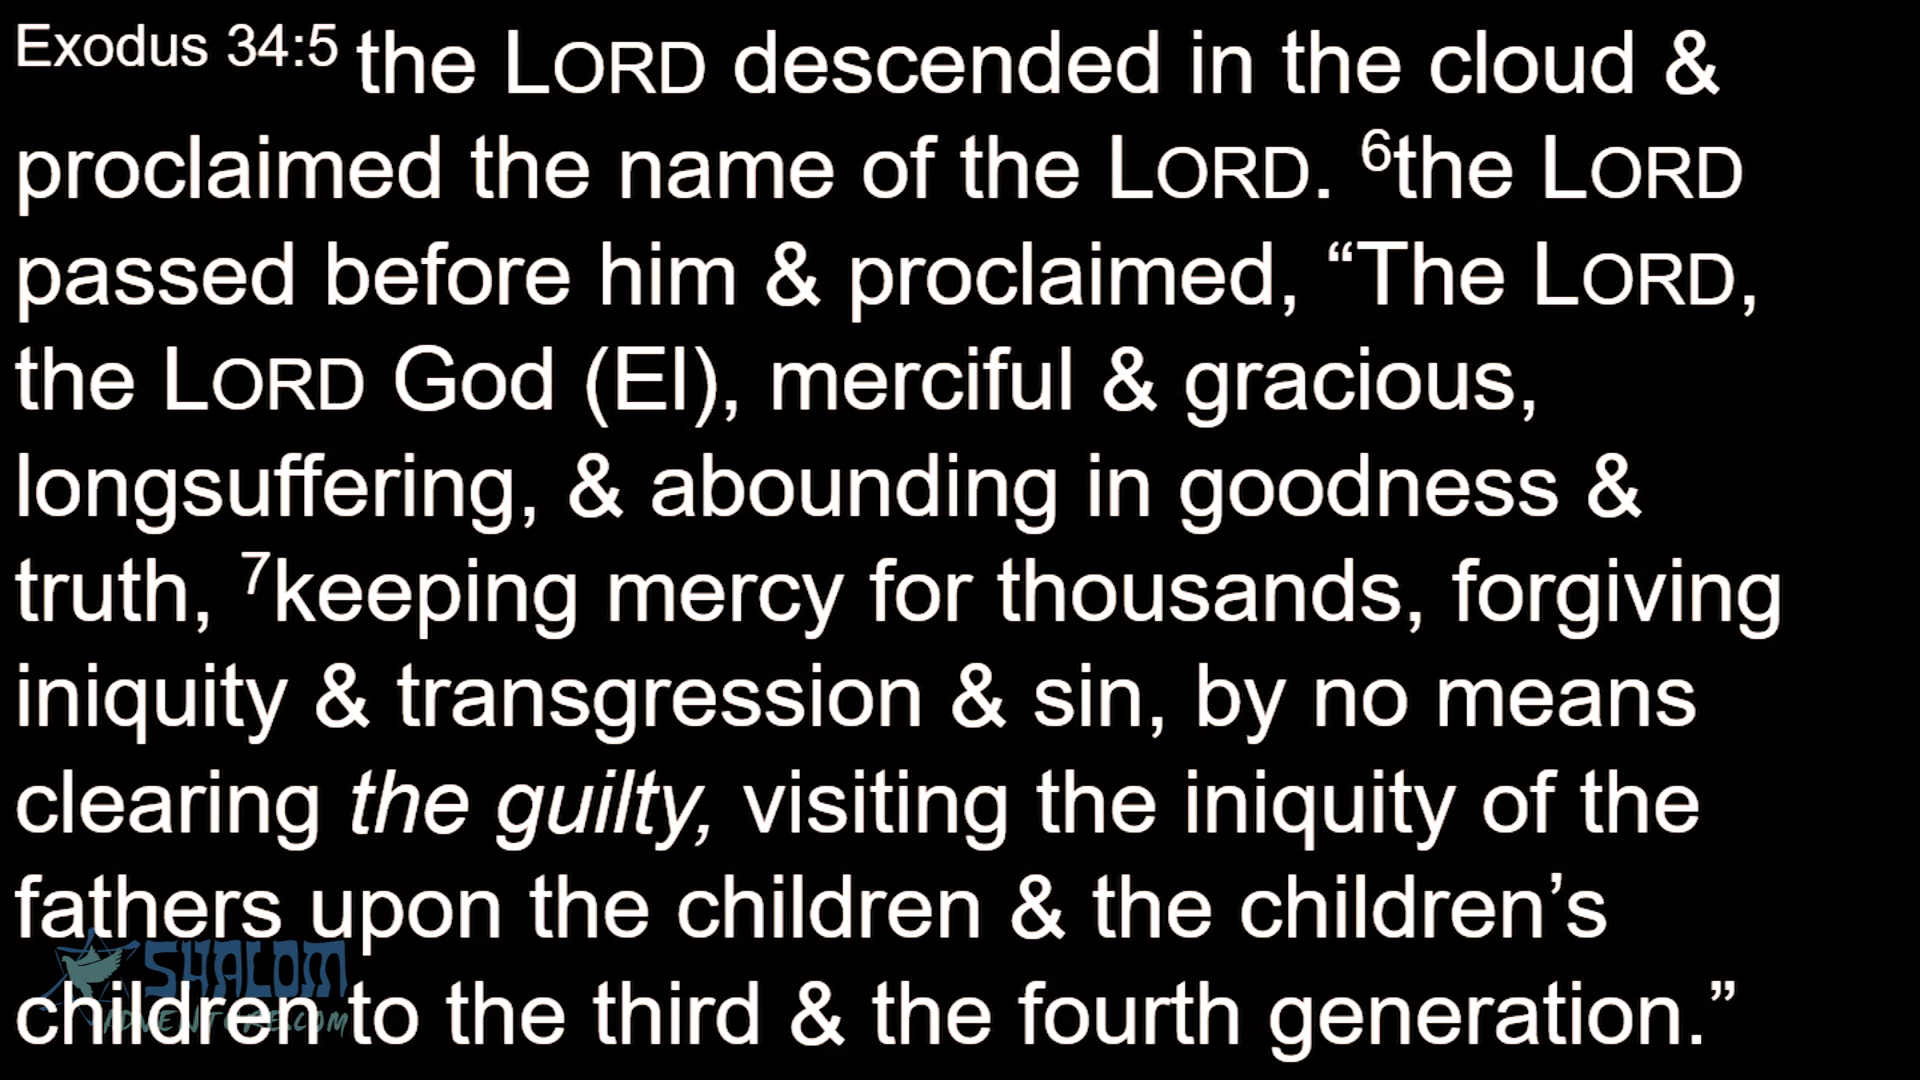 Exodus 34:5 the LORD descended in the cloud &
proclaimed the name of the LORD. 6the LORD
passed before him & proclaimed, “The LORD,
the LORD God (El), merciful & gracious,
longsuffering, & abounding in goodness &
truth, 7keeping mercy for thousands, forgiving
iniquity & transgression & sin, by no means
clearing the guilty, visiting the iniquity of the
fathers upon the children & the children’s
SHALOM
children to the third & the fourth generation.”
ADVENTURE.COM